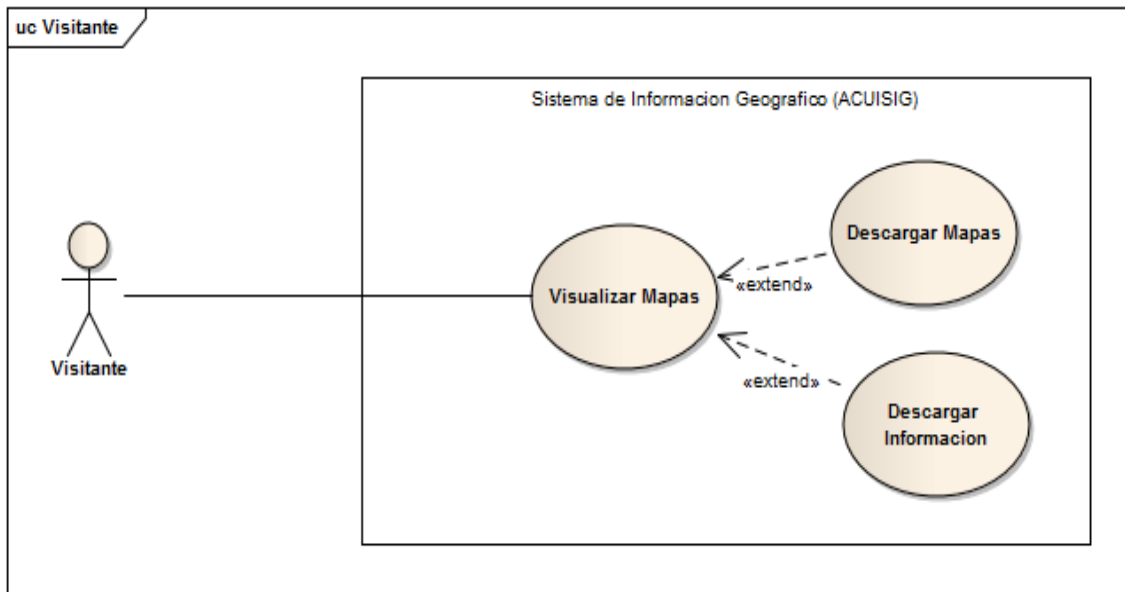 uc Visitante
Sistema de Informacion Geografico (ACUISIG)
Descargar Mapas
«extend»
Visualizar Mapas
Visitante
«extend»
Descargar
Informacion